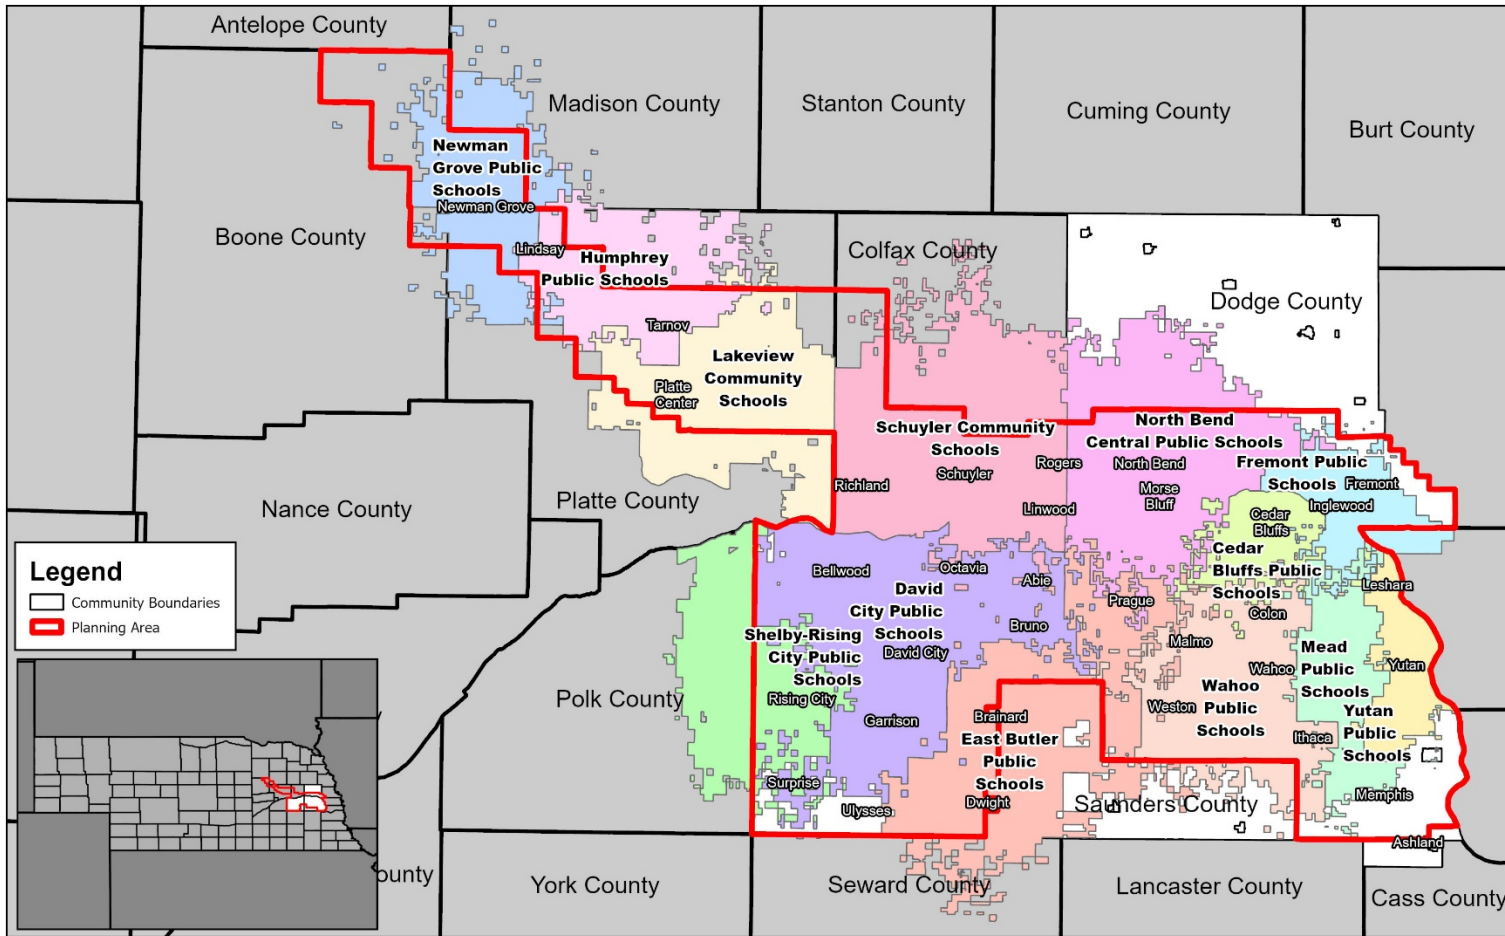 Antelope County
Madison County
Stanton County
Cuming County
Burt County
Newman
Grove Public
Schools
Newman Grove
Boone County
Lindsay
Humphrey
Public Schools
Colfax County
Dodge County
Tarnov
Lakeview
Community
Schools
Platte
Center
Schuyler Community
Schools
Schuyler
Rogers
Richland
Linwood
North Bend
Central Public Schools
North Bend
Morse
Bluff
Fremont Public
Schools
Fremont
Inglewood
Cedar
Bluffs
Nance County
Platte County
Cedar
Bluffs Public
Schools
Colon
Leshara
Bellwood
Octavia
Abie
David
City Public
Schools
Bruno
David City
Prague
Malmo
Wahoo
Weston
Wahoo
Public
Schools
Mead
Public
Schools
Yutan
Yutan
Public
Schools
Ithaca
Memphis
Ashland
Shelby-Rising
City Public
Schools
Rising City
Polk County
Garrison
Surprise
Ulysses
Brainard
East Butler
Public
Schools
Dwight
Saunders County
Legend
Community Boundaries
Planning Area
ounty
York County
Seward County
Lancaster County
Cass County